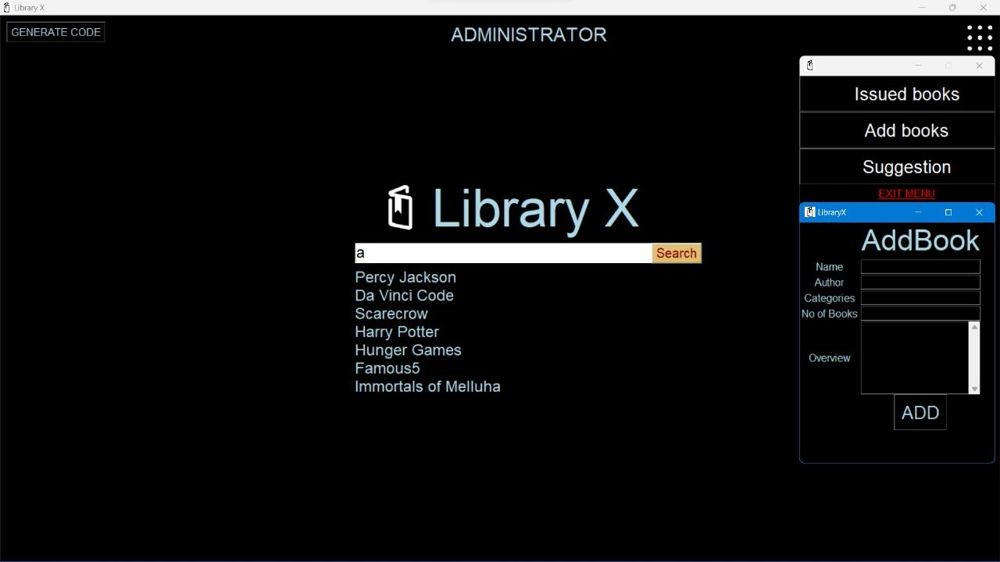 Library X
GENERATE CODE
ADMINISTRATOR
Issued books
Add books
Suggestion
EXIT MENU
Library X
a
Search
Percy Jackson
Da Vinci Code
Scarecrow
Harry Potter
Hunger Games
Famous5
Immortals of Melluha
LibraryX
AddBook
Name
Author
Categories
No of Books
Overview
ADD